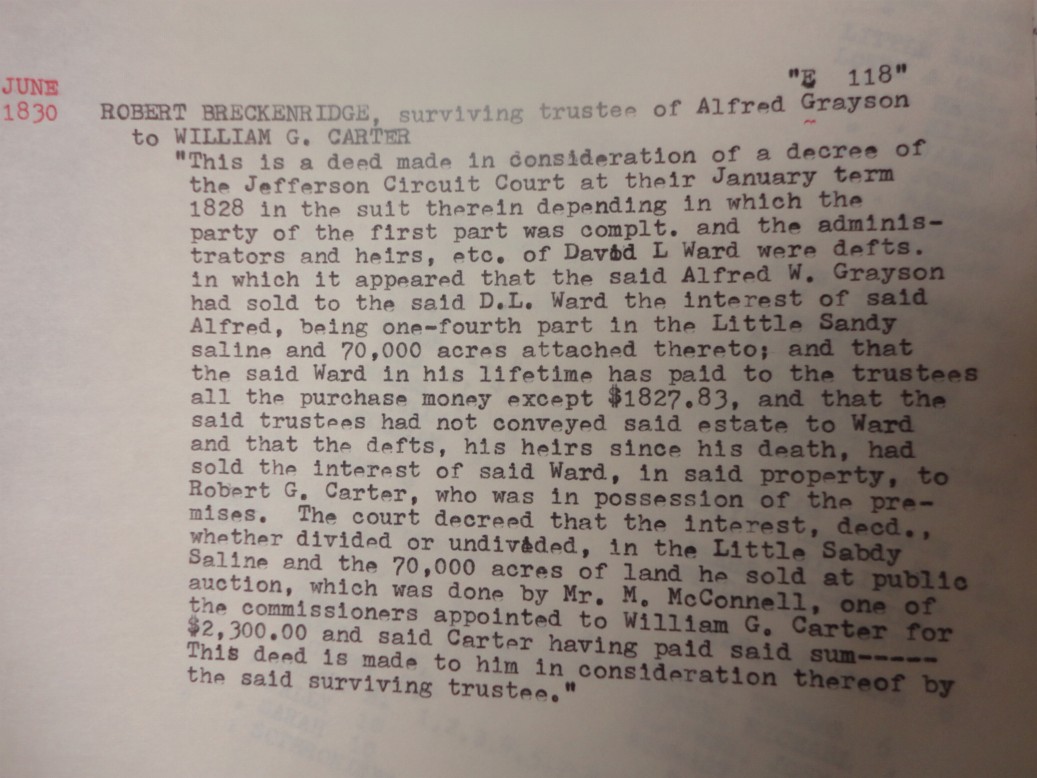 "E 118"
JUNE
1830 ROBERT BRECKENRIDGE, surviving trustee of Alfred Grayson
to WILLIAM G. CARTER
"This is a deed made in consideration of a decree of
the Jefferson Circuit Court at their January term
1828 in the suit therein depending in which the
party of the first part was complt. and the adminis-
trators and heirs, etc. of David L Ward were defts.
in which it appeared that the said Alfred W. Grayson
had sold to the said D.L. Ward the interest of said
Alfred, being one-fourth part in the Little Sandy
saline and 70,000 acres attached thereto; and that
the said Ward in his lifetime has paid to the trustees
all the purchase money except $1827.83, and that the
said trustees had not conveyed said estate to Ward
and that the defts, his heirs since his death, had
sold the interest of said Ward, in said property, to
Robert G. Carter, who was in possession of the pre-
mises. The court decreed that the interest, decd.,
whether divided or undivided, in the Little Sabdy
Saline and the 70,000 acres of land he sold at public
auction, which was done by Mr. M. McConnell, one of
the commissioners appointed to William G. Carter for
$2,300.00 and said Carter having paid said sum------
This deed is made to him in consideration thereof by
the said surviving trustee."